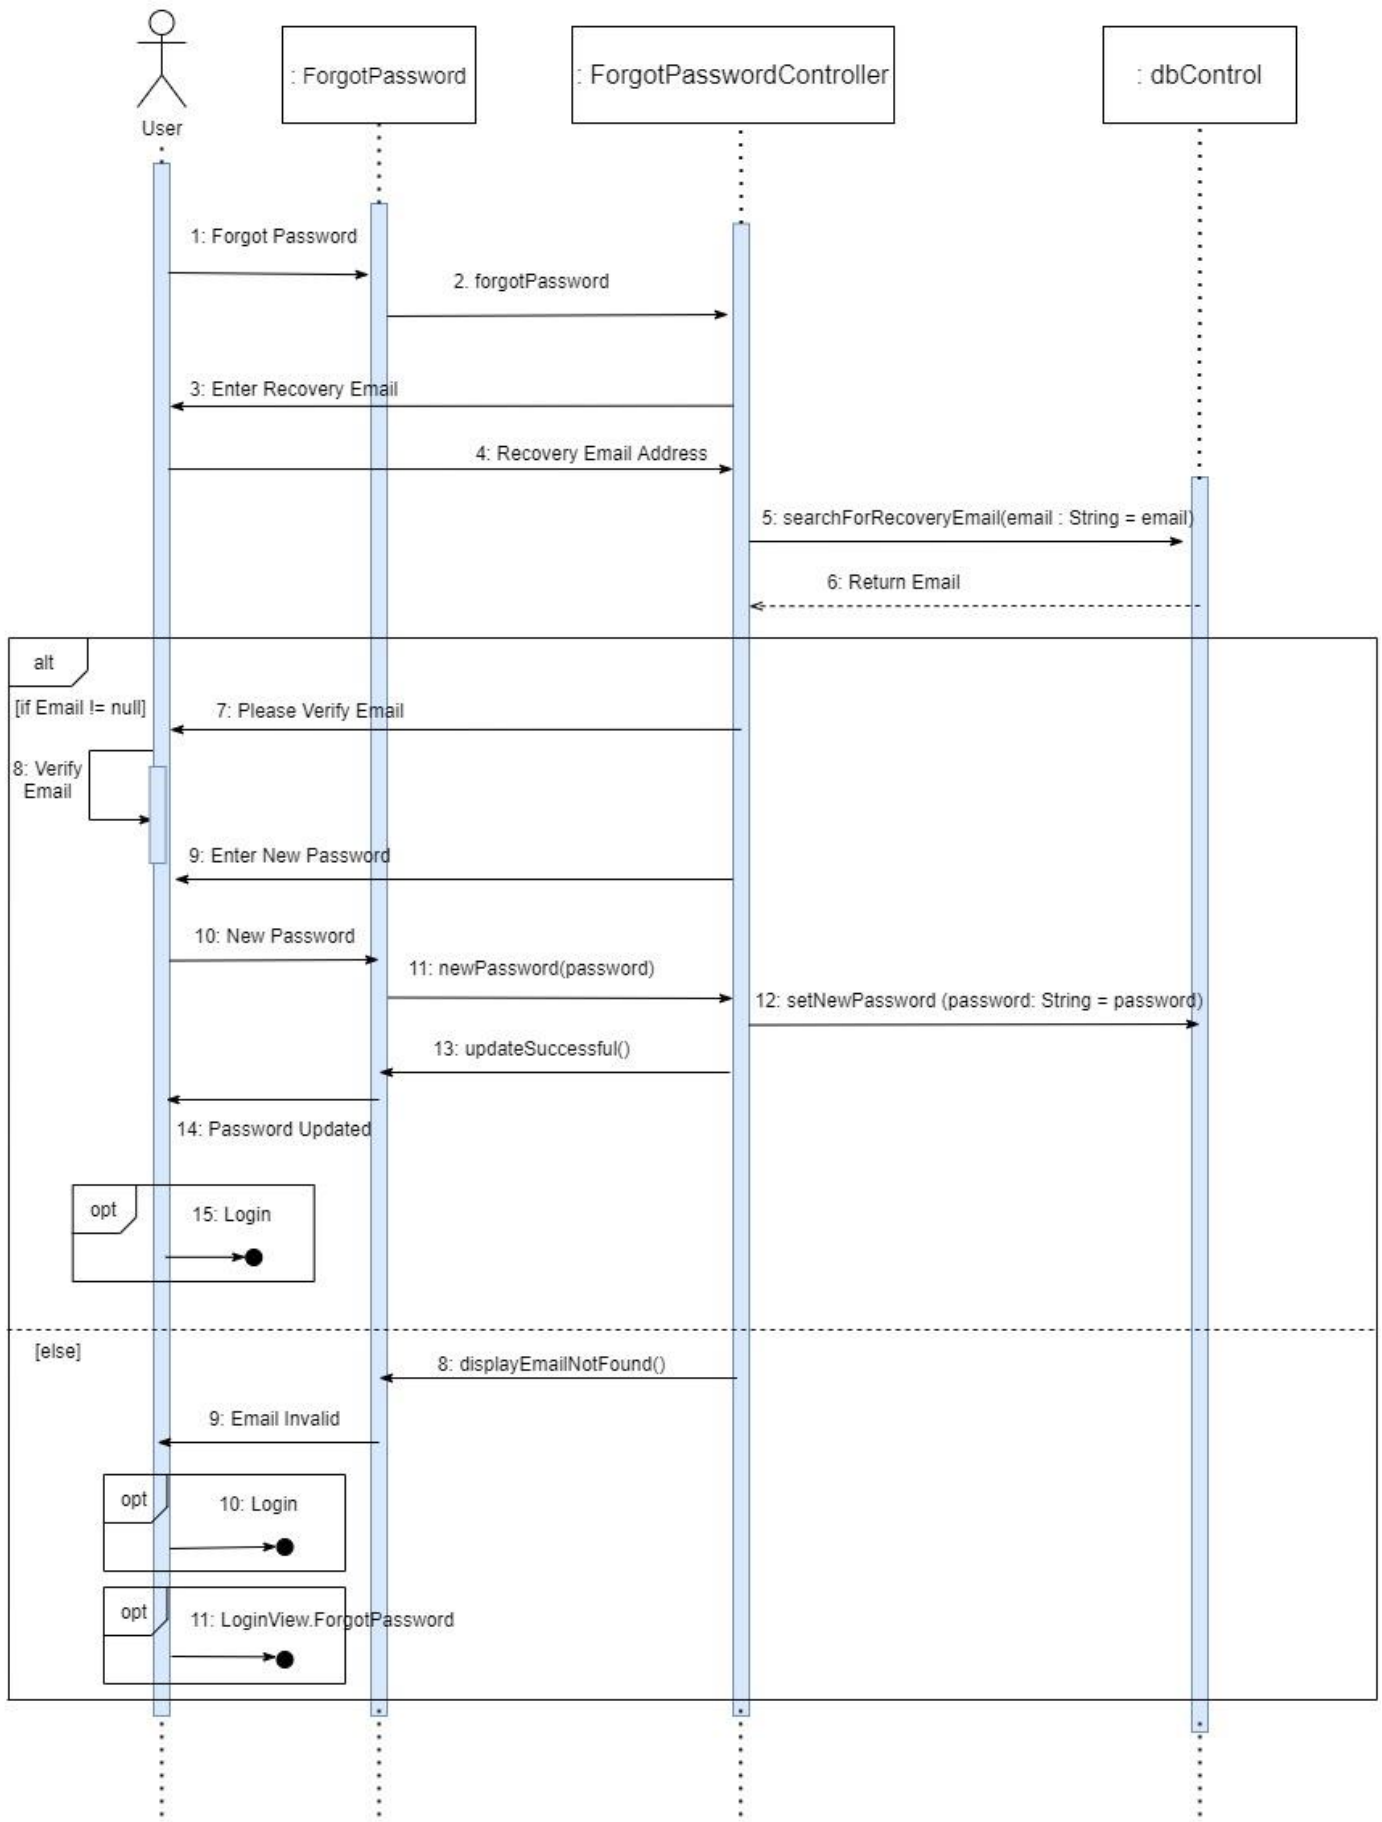 : ForgotPassword
: ForgotPasswordController
: dbControl
User
1: Forgot Password
2. forgotPassword
3: Enter Recovery Email
4: Recovery Email Address
5: searchForRecoveryEmail(email : String = email)
6: Return Email
alt
[if Email != null]
7: Please Verify Email
8: Verify
Email
9: Enter New Password
10: New Password
11: newPassword(password)
12: setNewPassword (password: String = password)
13: updateSuccessful()
14: Password Updated
opt
15: Login
[else]
8: displayEmailNotFound()
9: Email Invalid
opt
10: Login
opt
11: LoginView.ForgotPassword